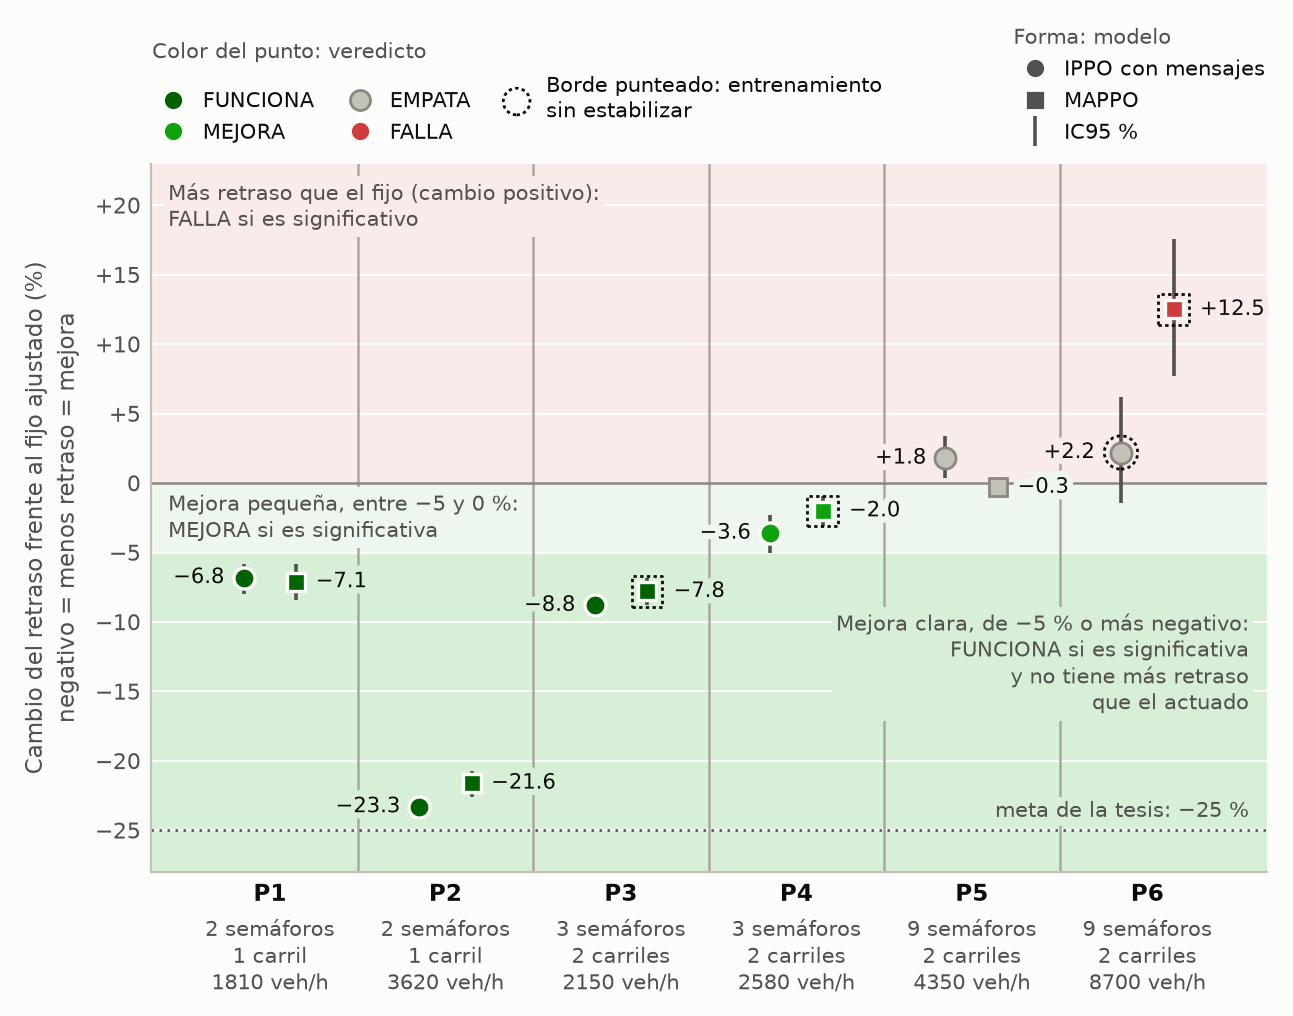 Color del punto: veredicto
FUNCIONA
MEJORA
EMPATA
FALLA
Borde punteado: entrenamiento
sin estabilizar
Forma: modelo
IPPO con mensajes
MAPPO
IC95 %
Cambio del retraso frente al fijo ajustado (%)
negativo = menos retraso = mejora
+20
+15
+10
+5
0
−5
−10
−15
−20
−25
Más retraso que el fijo (cambio positivo):
FALLA si es significativo
+12.5
+2.2
+1.8
−0.3
Mejora pequeña, entre −5 y 0 %:
MEJORA si es significativa
−2.0
−3.6
−6.8
−7.1
−7.8
−8.8
Mejora clara, de −5 % o más negativo:
FUNCIONA si es significativa
y no tiene más retraso
que el actuado
−21.6
−23.3
meta de la tesis: −25 %
P1
2 semáforos
1 carril
1810 veh/h
P2
2 semáforos
1 carril
3620 veh/h
P3
3 semáforos
2 carriles
2150 veh/h
P4
3 semáforos
2 carriles
2580 veh/h
P5
9 semáforos
2 carriles
4350 veh/h
P6
9 semáforos
2 carriles
8700 veh/h